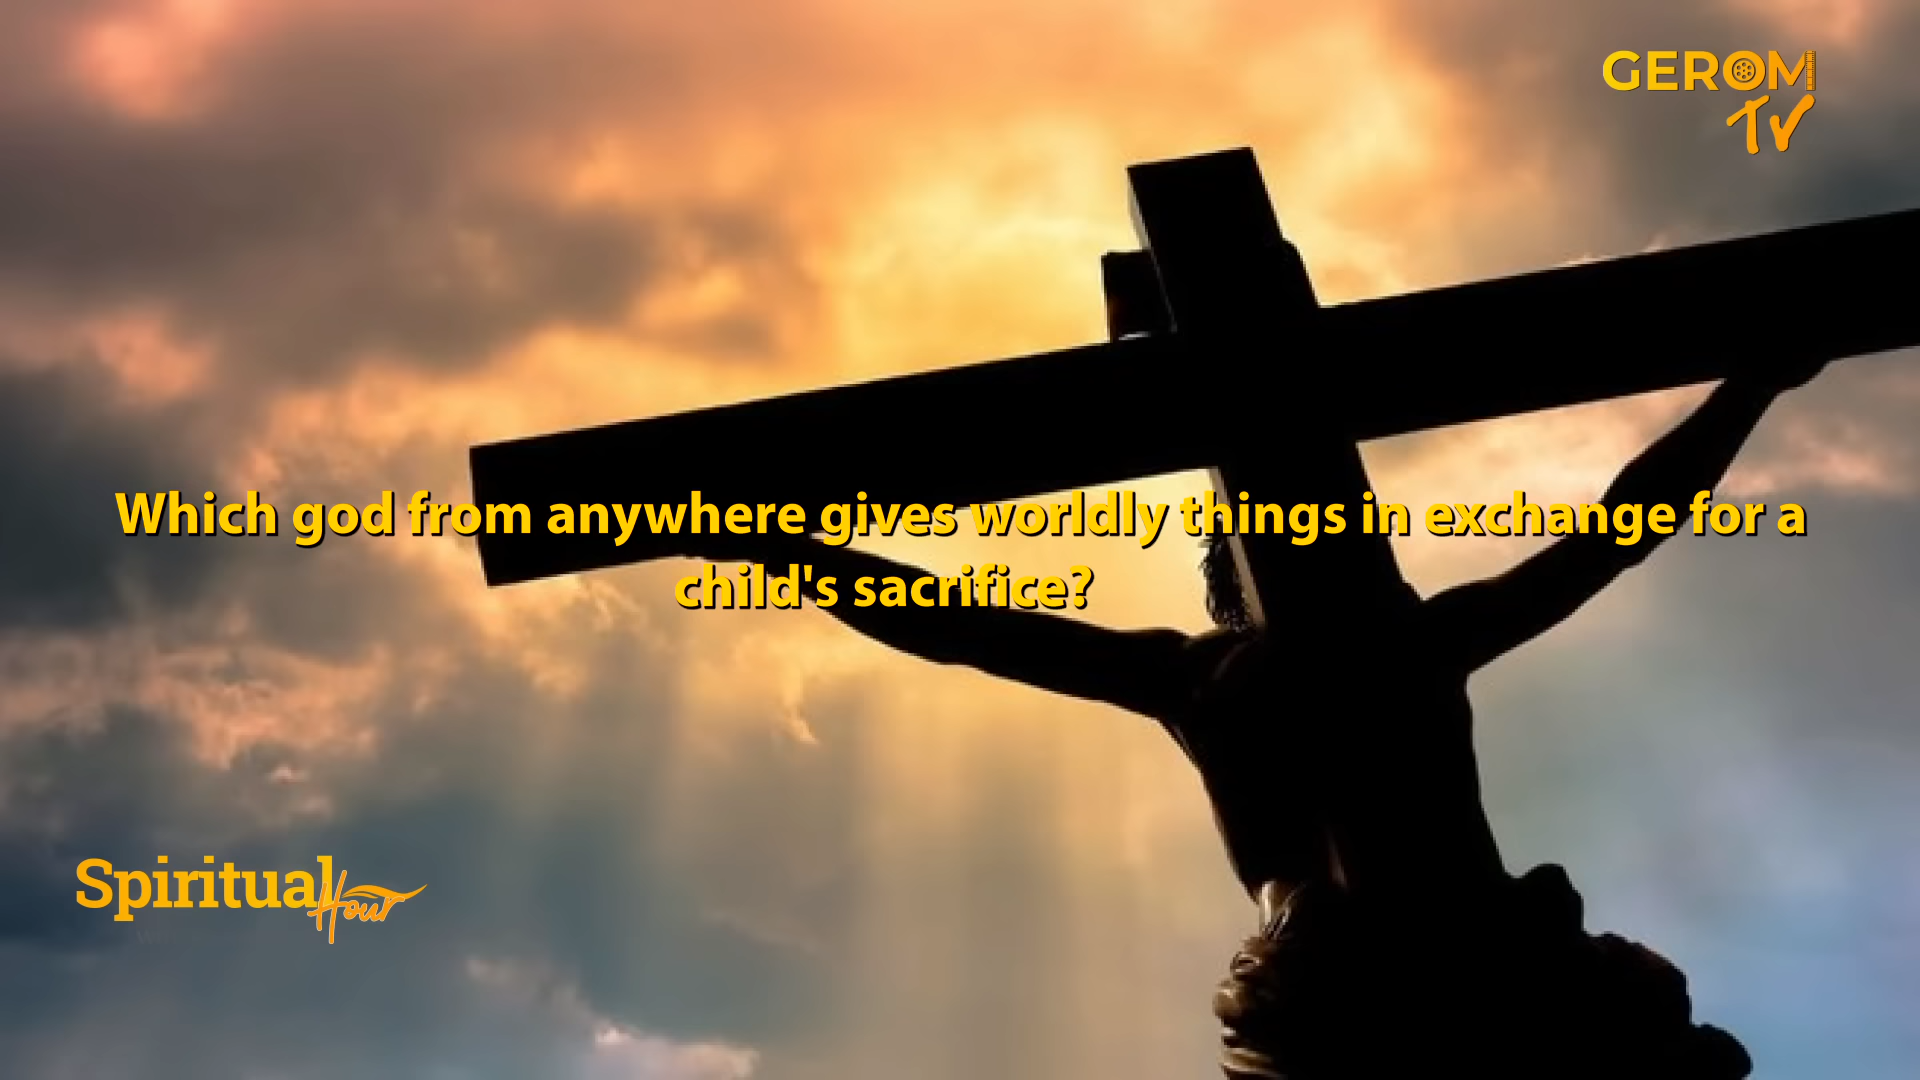 GEROM
TV
Which god from anywhere gives worldly things in exchange for a
child's sacrifice?
Spiritual
Hour